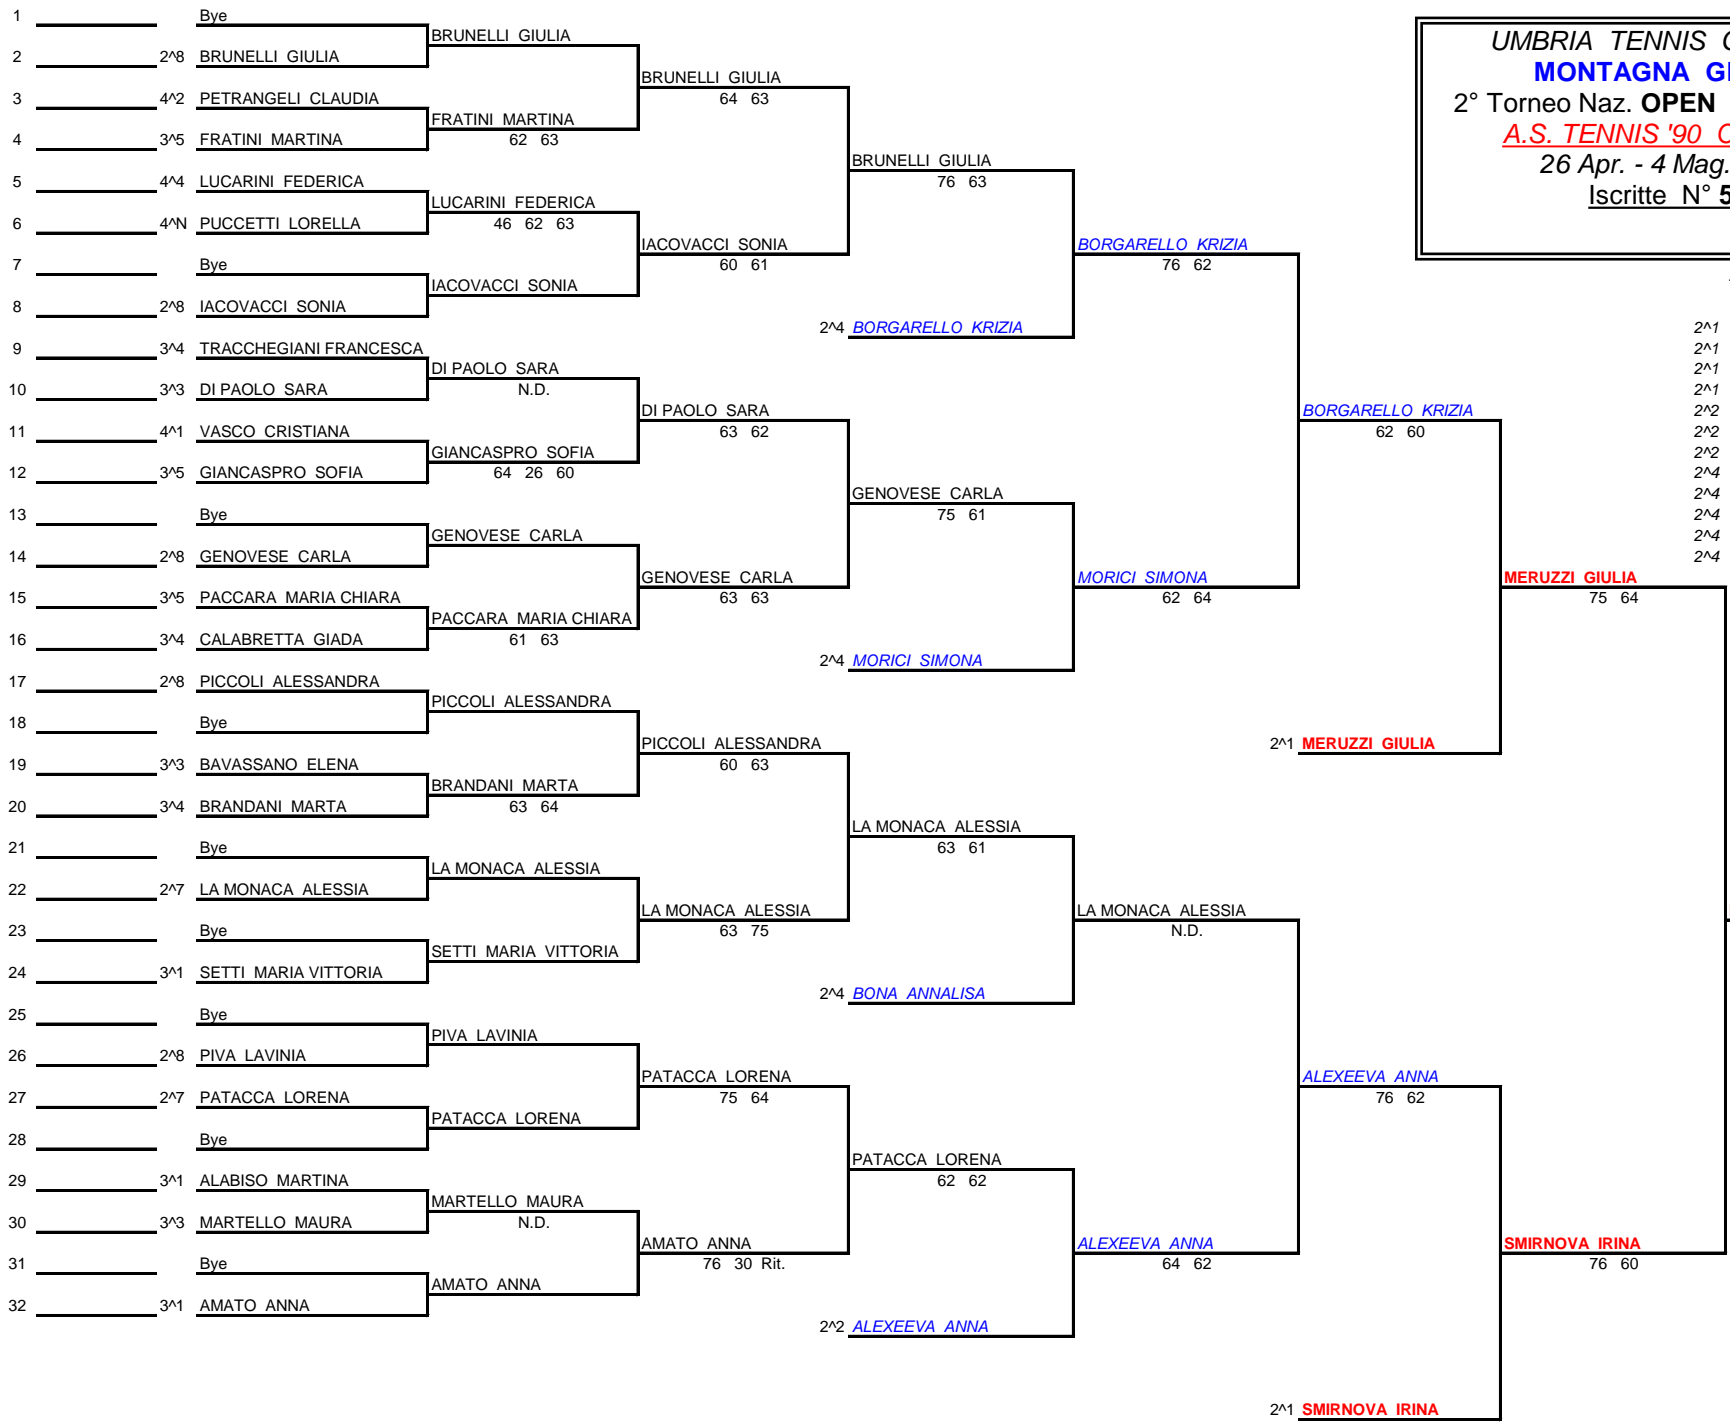 UMBRIA TENNIS
MONTAGNA
2° Torneo Naz. OPEN
A.S. TENNIS '90
26 Apr. - 4 Mag.
Iscritte N° 5
1 Bye
BRUNELLI GIULIA
2 2^8 BRUNELLI GIULIA
BRUNELLI GIULIA
64 63
3 4^2 PETRANGELI CLAUDIA
FRATINI MARTINA
62 63
4 3^5 FRATINI MARTINA
BRUNELLI GIULIA
76 63
5 4^4 LUCARINI FEDERICA
LUCARINI FEDERICA
46 62 63
6 4^N PUCCETTI LORELLA
IACOVACCI SONIA
60 61
7 Bye
IACOVACCI SONIA
8 2^8 IACOVACCI SONIA
BORGARELLO KRIZIA
76 62
2^4 BORGARELLO KRIZIA
9 3^4 TRACCHEGIANI FRANCESCA
DI PAOLO SARA
N.D.
10 3^3 DI PAOLO SARA
DI PAOLO SARA
63 62
BORGARELLO KRIZIA
62 60
11 4^1 VASCO CRISTIANA
GIANCASPRO SOFIA
64 26 60
12 3^5 GIANCASPRO SOFIA
GENOVESE CARLA
75 61
13 Bye
GENOVESE CARLA
14 2^8 GENOVESE CARLA
GENOVESE CARLA
63 63
MORICI SIMONA
62 64
MERUZZI GIULIA
75 64
15 3^5 PACCARA MARIA CHIARA
PACCARA MARIA CHIARA
61 63
16 3^4 CALABRETTA GIADA
2^4 MORICI SIMONA
17 2^8 PICCOLI ALESSANDRA
PICCOLI ALESSANDRA
18 Bye
PICCOLI ALESSANDRA
60 63
2^1 MERUZZI GIULIA
19 3^3 BAVASSANO ELENA
BRANDANI MARTA
63 64
20 3^4 BRANDANI MARTA
LA MONACA ALESSIA
63 61
21 Bye
LA MONACA ALESSIA
22 2^7 LA MONACA ALESSIA
LA MONACA ALESSIA
63 75
LA MONACA ALESSIA
N.D.
23 Bye
SETTI MARIA VITTORIA
24 3^1 SETTI MARIA VITTORIA
2^4 BONA ANNALISA
25 Bye
PIVA LAVINIA
26 2^8 PIVA LAVINIA
PATACCA LORENA
75 64
ALEXEEVA ANNA
76 62
27 2^7 PATACCA LORENA
PATACCA LORENA
28 Bye
PATACCA LORENA
62 62
29 3^1 ALABISO MARTINA
MARTELLO MAURA
N.D.
30 3^3 MARTELLO MAURA
AMATO ANNA
76 30 Rit.
ALEXEEVA ANNA
64 62
SMIRNOVA IRINA
76 60
31 Bye
AMATO ANNA
32 3^1 AMATO ANNA
2^2 ALEXEEVA ANNA
2^1 SMIRNOVA IRINA
2^1
2^1
2^1
2^1
2^2
2^2
2^2
2^4
2^4
2^4
2^4
2^4